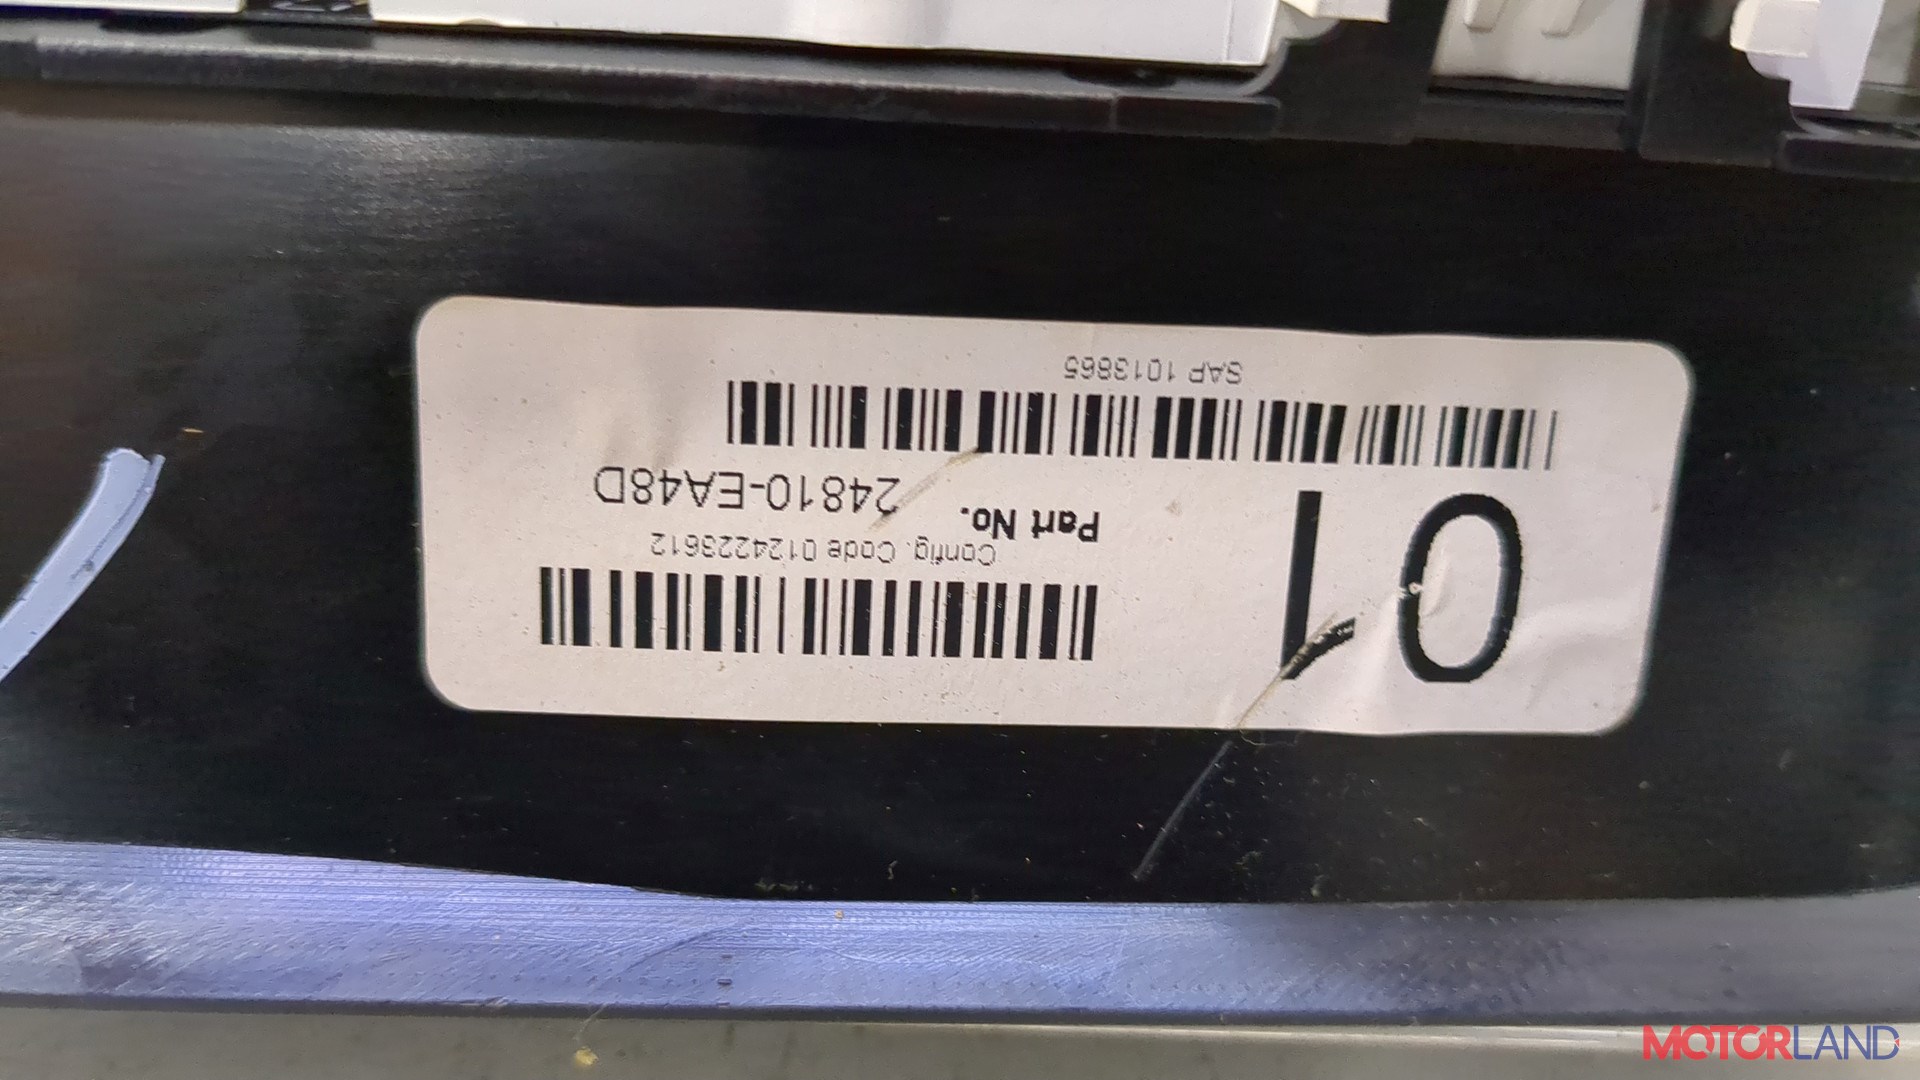 01
Config. Code 0124223612
Part No. 24810-EA48D
SAP 1013865
MOTORLAND